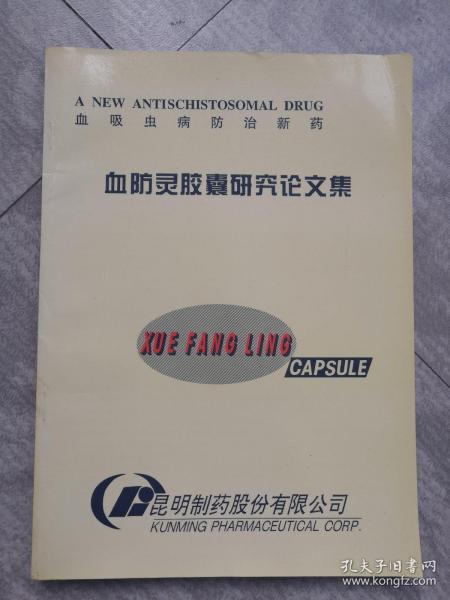 A NEW ANTISCHISTOSOMAL DRUG
血吸虫病防治新药
血防灵胶囊研究论文集
XUE FANG LING
CAPSULE
昆明制药股份有限公司
KUNMING PHARMACEUTICAL CORP.
孔夫子旧书网
www.kongfz.com